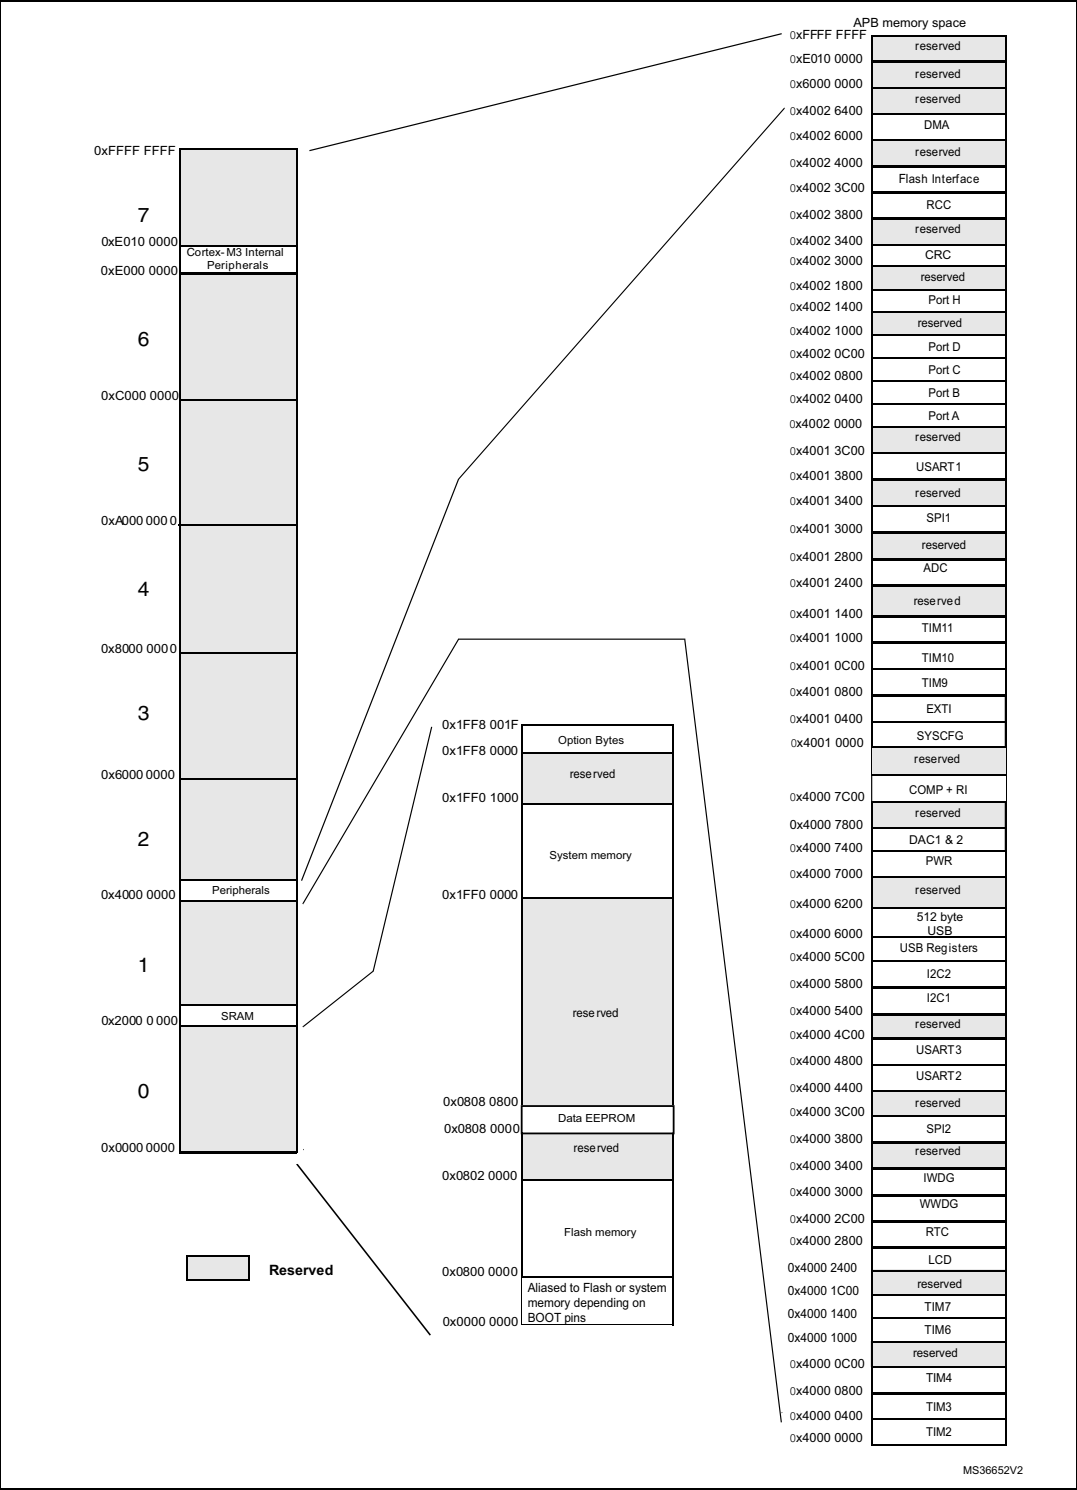 0xFFFF FFFF
7
0xE010 0000
Cortex-M3 Internal
Peripherals
0xE000 0000
6
0xC000 0000
5
0xA000 0000
4
0x8000 0000
3
0x6000 0000
2
Peripherals
0x4000 0000
1
SRAM
0x2000 0000
0
0x0000 0000
Reserved
0x1FF8 001F
Option Bytes
0x1FF8 0000
reserved
0x1FF0 1000
System memory
0x1FF0 0000
reserved
0x0808 0800
Data EEPROM
0x0808 0000
reserved
0x0802 0000
Flash memory
0x0800 0000
Aliased to Flash or system
memory depending on
BOOT pins
0x0000 0000
APB memory space
0xFFFF FFFF
reserved
0xE010 0000
reserved
0x6000 0000
reserved
0x4002 6400
DMA
0x4002 6000
reserved
0x4002 4000
Flash Interface
0x4002 3C00
RCC
0x4002 3800
reserved
0x4002 3400
CRC
0x4002 3000
reserved
0x4002 1800
Port H
0x4002 1400
reserved
0x4002 1000
Port D
0x4002 0C00
Port C
0x4002 0800
Port B
0x4002 0400
Port A
0x4002 0000
reserved
0x4001 3C00
USART1
0x4001 3800
reserved
0x4001 3400
SPI1
0x4001 3000
reserved
0x4001 2800
ADC
0x4001 2400
reserved
0x4001 1400
TIM11
0x4001 1000
TIM10
0x4001 0C00
TIM9
0x4001 0800
EXTI
0x4001 0400
SYSCFG
0x4001 0000
reserved
COMP + RI
0x4000 7C00
reserved
0x4000 7800
DAC1 & 2
0x4000 7400
PWR
0x4000 7000
reserved
0x4000 6200
512 byte
USB
0x4000 6000
USB Registers
0x4000 5C00
I2C2
0x4000 5800
I2C1
0x4000 5400
reserved
0x4000 4C00
USART3
0x4000 4800
USART2
0x4000 4400
reserved
0x4000 3C00
SPI2
0x4000 3800
reserved
0x4000 3400
IWDG
0x4000 3000
WWDG
0x4000 2C00
RTC
0x4000 2800
LCD
0x4000 2400
reserved
0x4000 1C00
TIM7
0x4000 1400
TIM6
0x4000 1000
reserved
0x4000 0C00
TIM4
0x4000 0800
TIM3
0x4000 0400
TIM2
0x4000 0000
MS36652V2